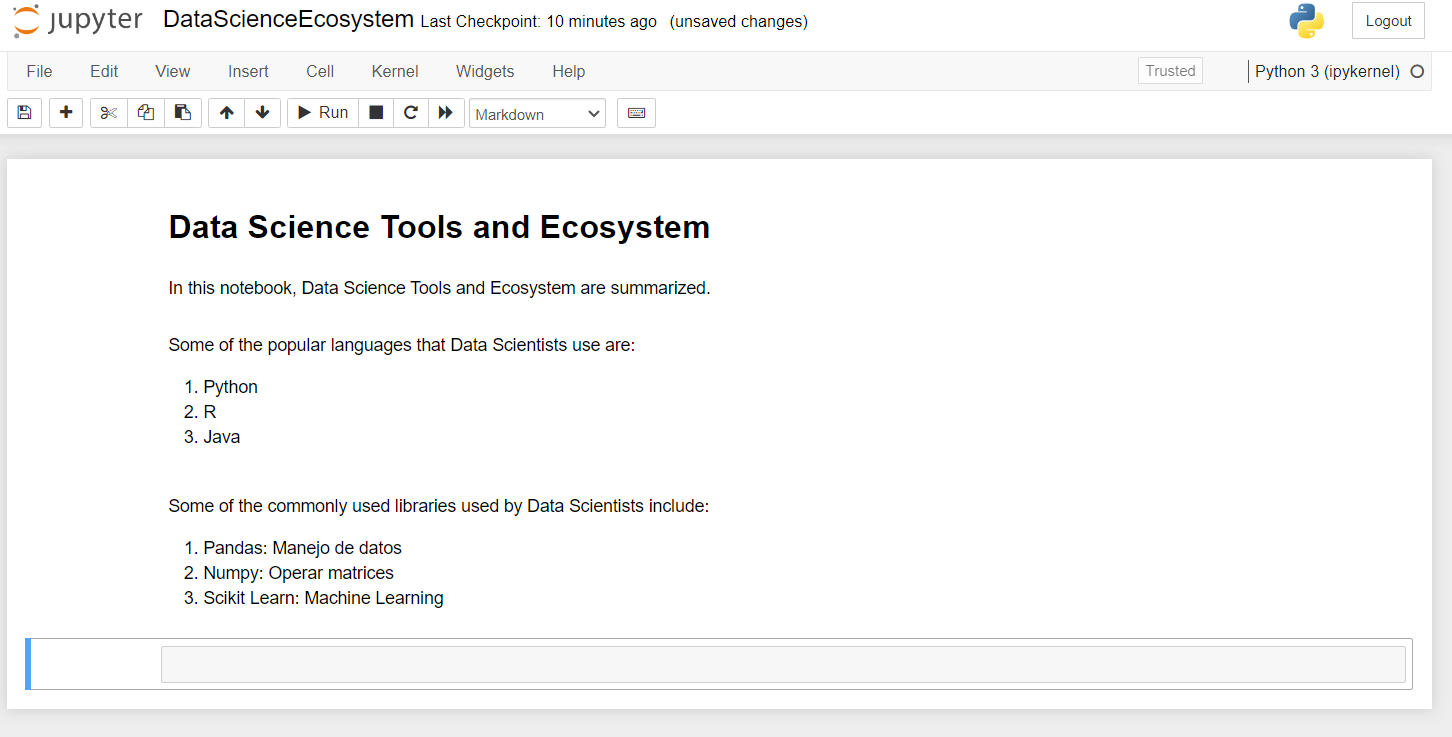 jupyter DataScienceEcosystem Last Checkpoint: 10 minutes ago (unsaved changes) Logout
File Edit View Insert Cell Kernel Widgets Help Trusted Python 3 (ipykernel)
Run Markdown
Data Science Tools and Ecosystem
In this notebook, Data Science Tools and Ecosystem are summarized.
Some of the popular languages that Data Scientists use are:
1. Python
2. R
3. Java
Some of the commonly used libraries used by Data Scientists include:
1. Pandas: Manejo de datos
2. Numpy: Operar matrices
3. Scikit Learn: Machine Learning